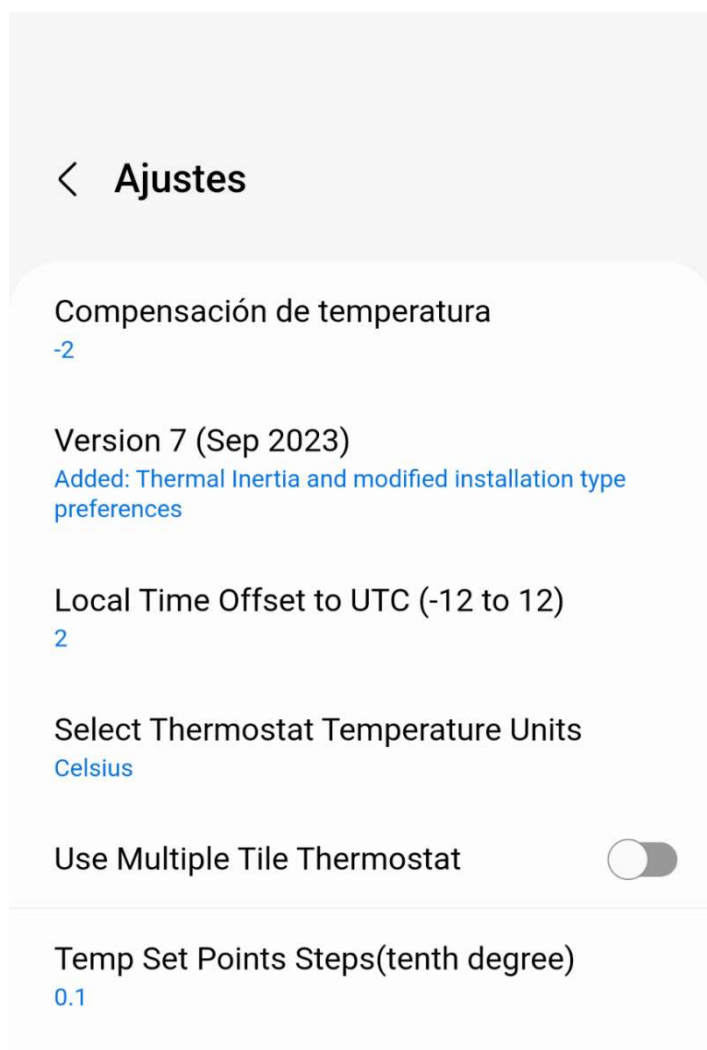 Ajustes
Compensación de temperatura
-2
Version 7 (Sep 2023)
Added: Thermal Inertia and modified installation type
preferences
Local Time Offset to UTC (-12 to 12)
2
Select Thermostat Temperature Units
Celsius
Use Multiple Tile Thermostat
Temp Set Points Steps(tenth degree)
0.1